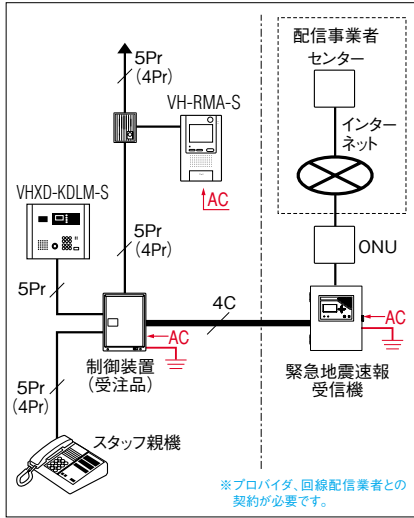 5Pr
(4Pr)
VH-RMA-S
AC
VHXD-KDLM-S
5Pr
(4Pr)
5Pr
4C
AC
制御装置
(受注品)
5Pr
(4Pr)
スタッフ親機
配信事業者
センター
インター
ネット
ONU
AC
緊急地震速報
受信機
※プロバイダ、回線配信業者との
契約が必要です。